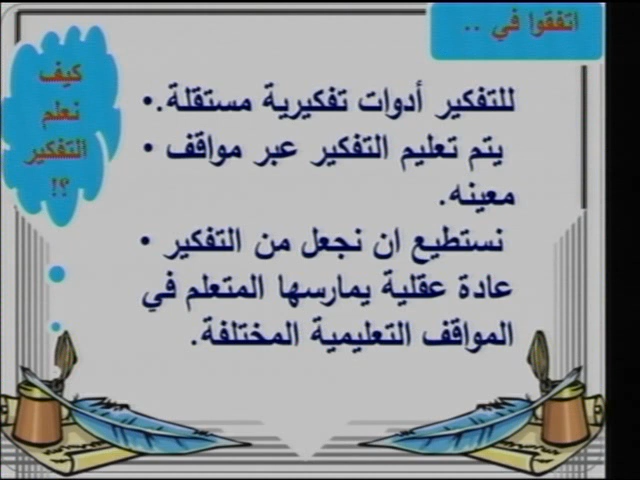 اتفقوا في ..
كيف
نعلم
التفكير
؟!
للتفكير أدوات تفكيرية مستقلة.•
يتم تعليم التفكير عبر مواقف •
معينه.
نستطيع ان نجعل من التفكير •
عادة عقلية يمارسها المتعلم في
المواقف التعليمية المختلفة.